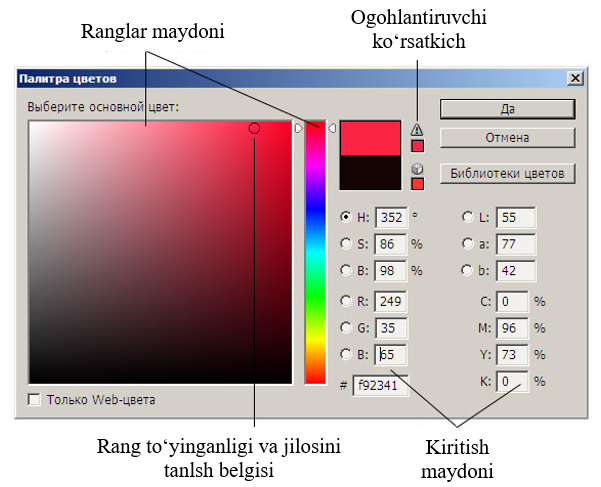 Ranglar maydoni
Ogohlantiruvchi
ko‘rsatkich
Палитра цветов
Выберите основной цвет:
Да
Отмена
Библиотеки цветов
H: 352 °
L: 55
S: 86 %
a: 77
B: 98 %
b: 42
R: 249
C: 0 %
G: 35
M: 96 %
B: 65
Y: 73 %
# f92341
K: 0 %
Только Web-цвета
Rang to‘yinganligi va jilosini
tanlsh belgisi
Kiritish
maydoni